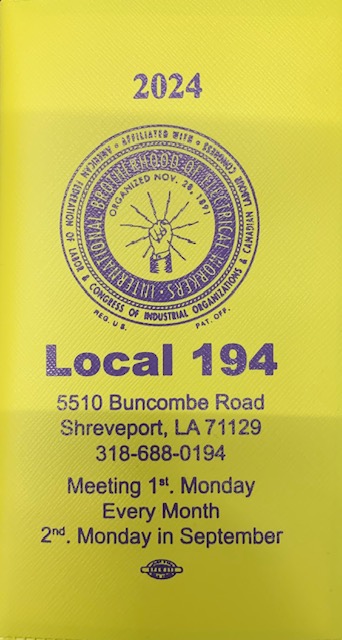 2024
· AFFILIATED WITH ·
AMERICAN FEDERATION OF LABOR & CONGRESS OF INDUSTRIAL ORGANIZATIONS & CANADIAN LABOUR CONGRESS
INTERNATIONAL BROTHERHOOD OF ELECTRICAL WORKERS ·
ORGANIZED NOV. 28, 1891
REG. U.S. PAT. OFF.
Local 194
5510 Buncombe Road
Shreveport, LA 71129
318-688-0194
Meeting 1st. Monday
Every Month
2nd. Monday in September